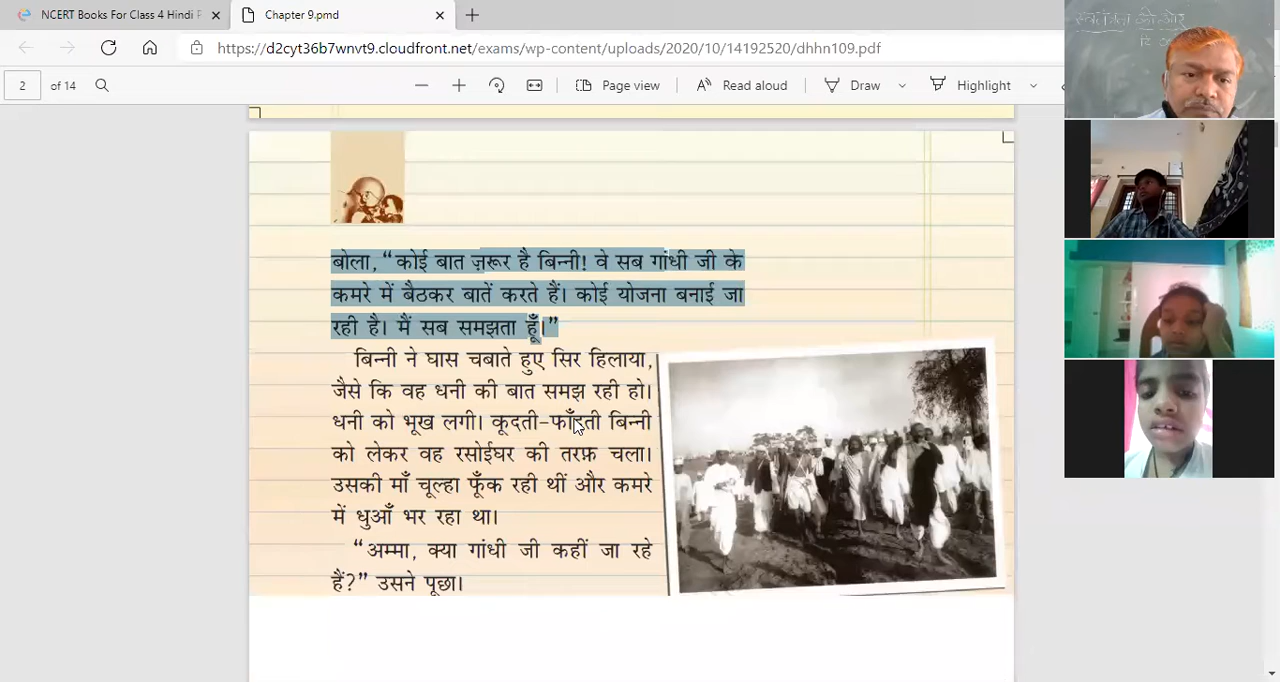 NCERT Books For Class 4 Hindi
Chapter 9.pmd
https://d2cyt36b7wnvt9.cloudfront.net/exams/wp-content/uploads/2020/10/14192520/dhhn109.pdf
2 of 14
Page view
Read aloud
Draw
Highlight
बोला, “कोई बात ज़रूर है बिन्नी! वे सब गांधी जी के
कमरे में बैठकर बातें करते हैं। कोई योजना बनाई जा
रही है। मैं सब समझता हूँ।”
बिन्नी ने घास चबाते हुए सिर हिलाया,
जैसे कि वह धनी की बात समझ रही हो।
धनी को भूख लगी। कूदती-फाँदती बिन्नी
को लेकर वह रसोईघर की तरफ़ चला।
उसकी माँ चूल्हा फूँक रही थीं और कमरे
में धुआँ भर रहा था।
“अम्मा, क्या गांधी जी कहीं जा रहे
हैं?” उसने पूछा।